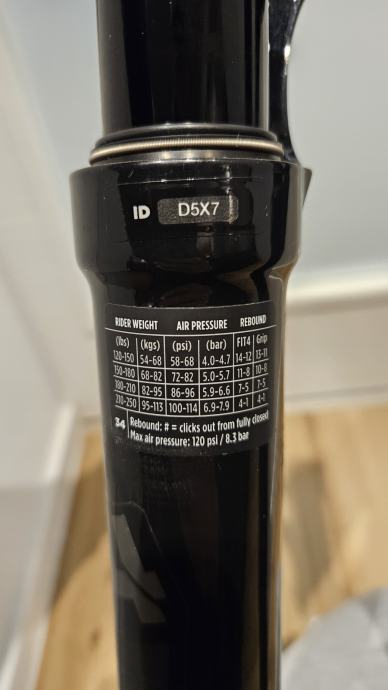 ID D5X7
RIDER WEIGHT AIR PRESSURE REBOUND
(lbs) (kgs) (psi) (bar) FIT4 Grip
120-150 54-68 58-68 4.0-4.7 14-12 13-11
150-180 68-82 72-82 5.0-5.7 11-8 10-8
180-210 82-95 86-96 5.9-6.6 7-5 7-5
210-250 95-113 100-114 6.9-7.9 4-1 4-1
34 Rebound: # = clicks out from fully closed
Max air pressure: 120 psi / 8.3 bar